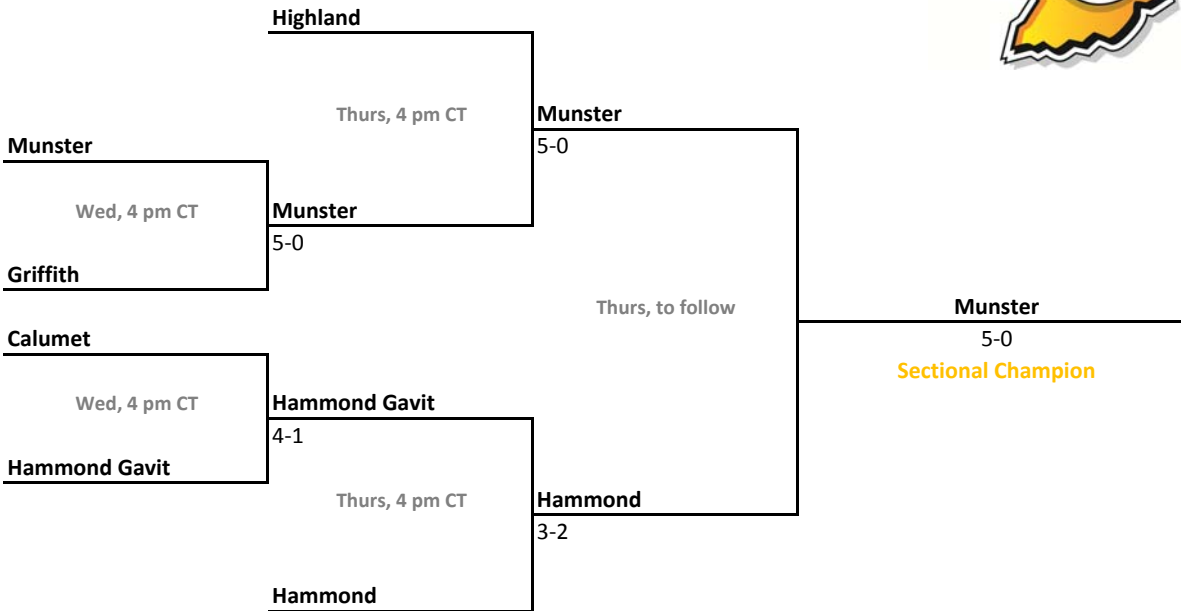 Highland
Thurs, 4 pm CT
Munster
Munster
5-0
Wed, 4 pm CT
Munster
5-0
Griffith
Thurs, to follow
Munster
Calumet
5-0
Sectional Champion
Wed, 4 pm CT
Hammond Gavit
4-1
Hammond Gavit
Thurs, 4 pm CT
Hammond
3-2
Hammond